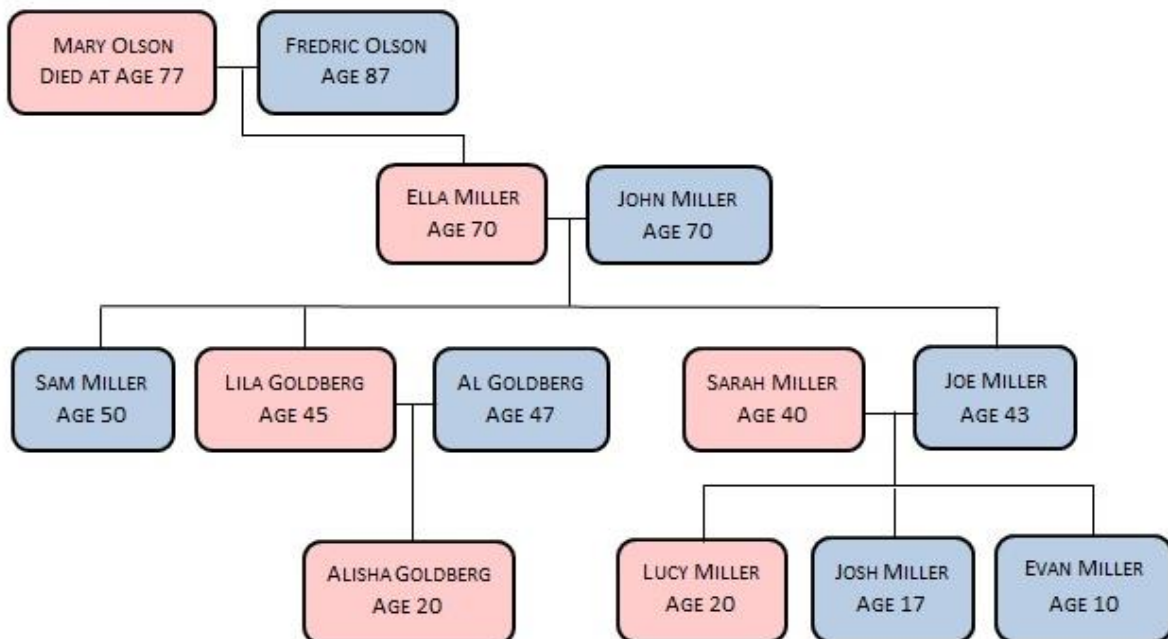 MARY OLSON
DIED AT AGE 77
FREDRIC OLSON
AGE 87
ELLA MILLER
AGE 70
JOHN MILLER
AGE 70
SAM MILLER
AGE 50
LILA GOLDBERG
AGE 45
AL GOLDBERG
AGE 47
SARAH MILLER
AGE 40
JOE MILLER
AGE 43
ALISHA GOLDBERG
AGE 20
LUCY MILLER
AGE 20
JOSH MILLER
AGE 17
EVAN MILLER
AGE 10